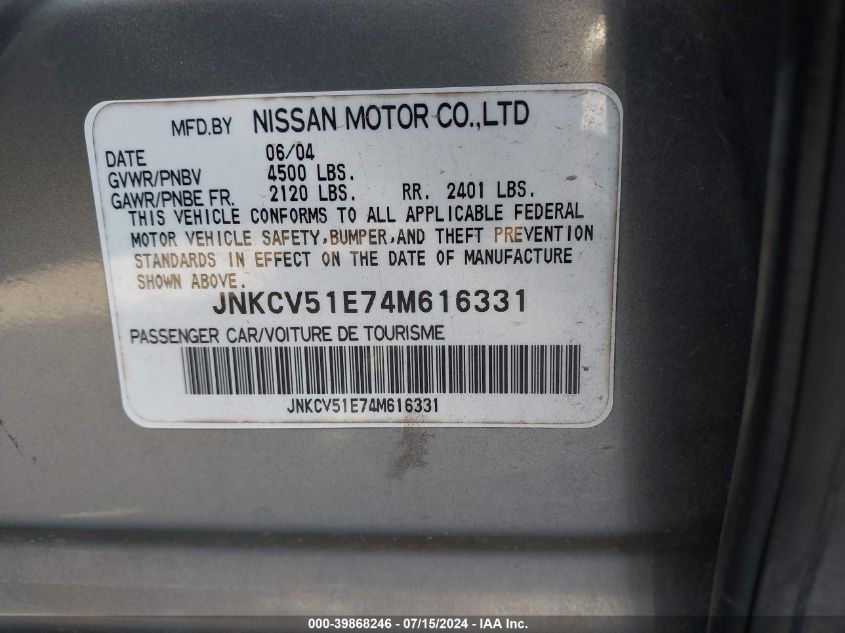 MFD.BY NISSAN MOTOR CO.,LTD
DATE 06/04
GVWR/PNBV 4500 LBS.
GAWR/PNBE FR. 2120 LBS. RR. 2401 LBS.
THIS VEHICLE CONFORMS TO ALL APPLICABLE FEDERAL
MOTOR VEHICLE SAFETY,BUMPER,AND THEFT PREVENTION
STANDARDS IN EFFECT ON THE DATE OF MANUFACTURE
SHOWN ABOVE.
JNKCV51E74M616331
PASSENGER CAR/VOITURE DE TOURISME
JNKCV51E74M616331
000-39868246 - 07/15/2024 - IAA Inc.